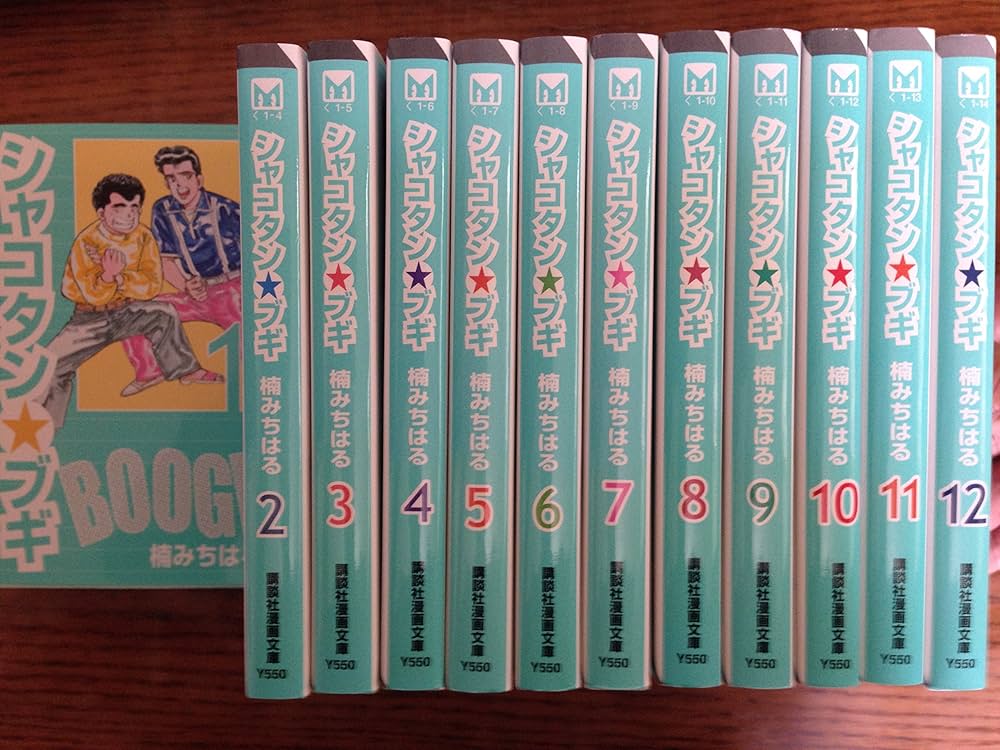 シャコタン★ブギ
1
BOOG
楠みちは
く 1-4
シャコタン★ブギ
楠みちはる
2
講談社漫画文庫
¥550
く 1-5
シャコタン★ブギ
楠みちはる
3
講談社漫画文庫
¥550
く 1-6
シャコタン★ブギ
楠みちはる
4
講談社漫画文庫
¥550
く 1-7
シャコタン★ブギ
楠みちはる
5
講談社漫画文庫
¥550
く 1-8
シャコタン★ブギ
楠みちはる
6
講談社漫画文庫
¥550
く 1-9
シャコタン★ブギ
楠みちはる
7
講談社漫画文庫
¥550
く 1-10
シャコタン★ブギ
楠みちはる
8
講談社漫画文庫
¥550
く 1-11
シャコタン★ブギ
楠みちはる
9
講談社漫画文庫
¥550
く 1-12
シャコタン★ブギ
楠みちはる
10
講談社漫画文庫
¥550
く 1-13
シャコタン★ブギ
楠みちはる
11
講談社漫画文庫
¥550
く 1-14
シャコタン★ブギ
楠みちはる
12
講談社漫画文庫
¥550